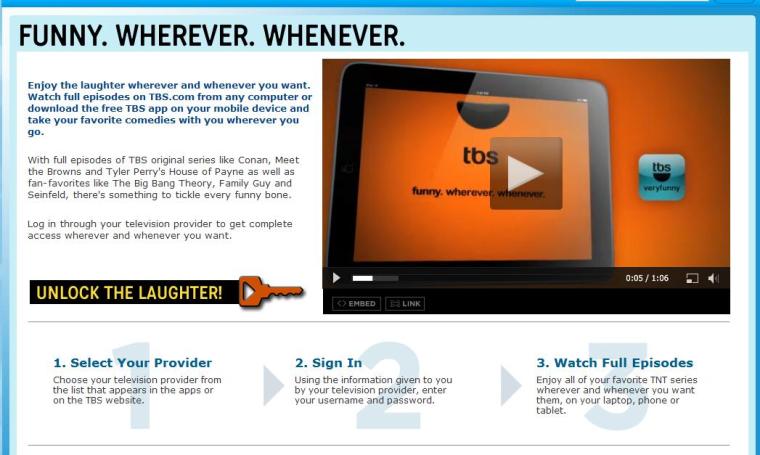 FUNNY. WHEREVER. WHENEVER.
Enjoy the laughter wherever and whenever you want.
Watch full episodes on TBS.com from any computer or
download the free TBS app on your mobile device and
take your favorite comedies with you wherever you
go.
With full episodes of TBS original series like Conan, Meet
the Browns and Tyler Perry's House of Payne as well as
fan-favorites like The Big Bang Theory, Family Guy and
Seinfeld, there's something to tickle every funny bone.
Log in through your television provider to get complete
access wherever and whenever you want.
UNLOCK THE LAUGHTER!
tbs
funny. wherever. whenever.
tbs
veryfunny
0:05 / 1:06
<> EMBED
LINK
1
1. Select Your Provider
Choose your television provider from
the list that appears in the apps or
on the TBS website.
2
2. Sign In
Using the information given to you
by your television provider, enter
your username and password.
3
3. Watch Full Episodes
Enjoy all of your favorite TNT series
wherever and whenever you want
them, on your laptop, phone or
tablet.